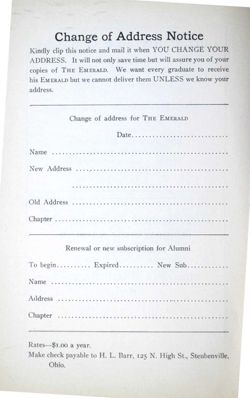 Change of Address Notice
Kindly clip this notice and mail it when YOU CHANGE YOUR
ADDRESS. It will not only save time but will assure you of your
copies of THE EMERALD. We want every graduate to receive
his EMERALD but we cannot deliver them UNLESS we know your
address.
Change of address for THE EMERALD
Date..............................
Name ......................................................
New Address ................................................
................................................
Old Address ................................................
Chapter .....................................................
Renewal or new subscription for Alumni
To begin.......... Expired.......... New Sub............
Name ......................................................
Address .....................................................
Chapter .....................................................
Rates—$1.00 a year.
Make check payable to H. L. Barr, 125 N. High St., Steubenville,
Ohio.